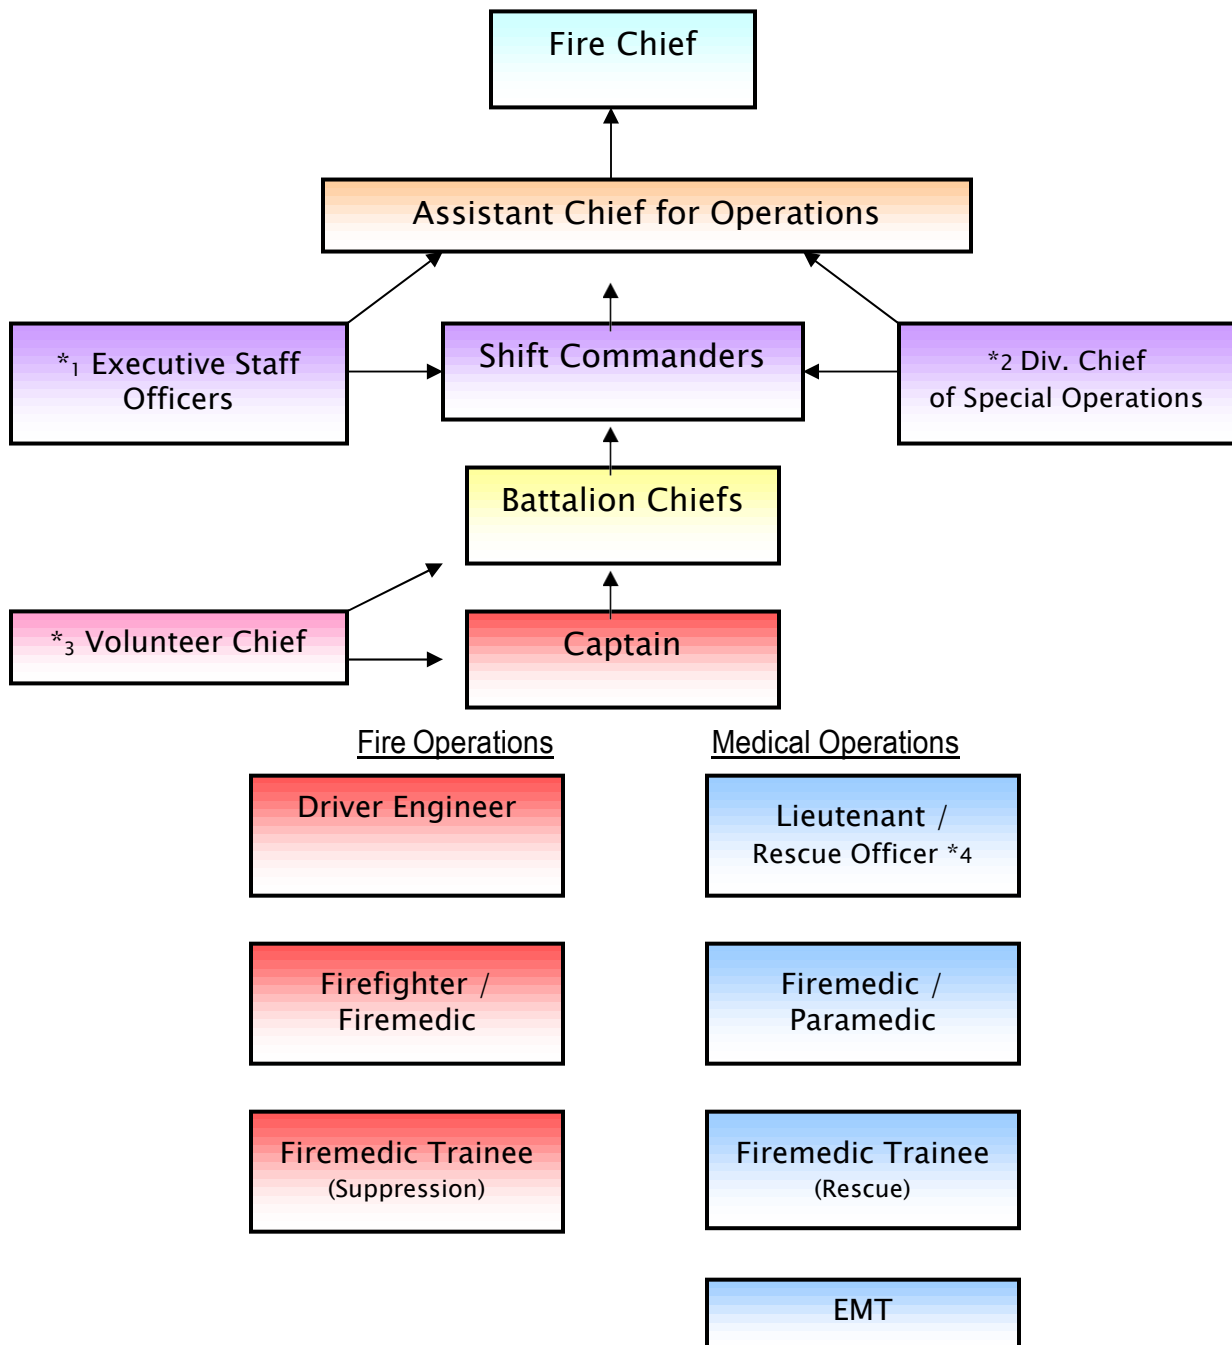 Fire Chief
Assistant Chief for Operations
*1 Executive Staff
Officers
Shift Commanders
*2 Div. Chief
of Special Operations
Battalion Chiefs
*3 Volunteer Chief
Captain
Fire Operations
Medical Operations
Driver Engineer
Lieutenant /
Rescue Officer *4
Firefighter /
Firemedic
Firemedic /
Paramedic
Firemedic Trainee
(Suppression)
Firemedic Trainee
(Rescue)
EMT